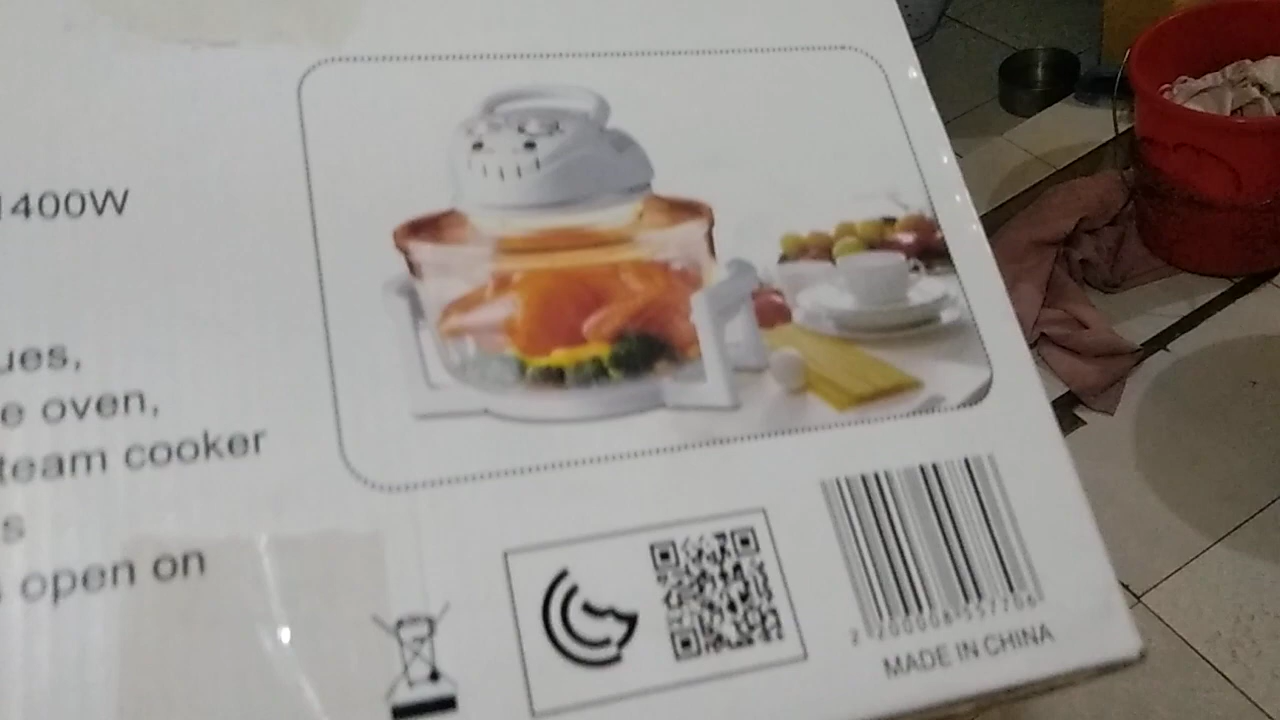 1400W
ues,
e oven,
team cooker
s
open on
MADE IN CHINA